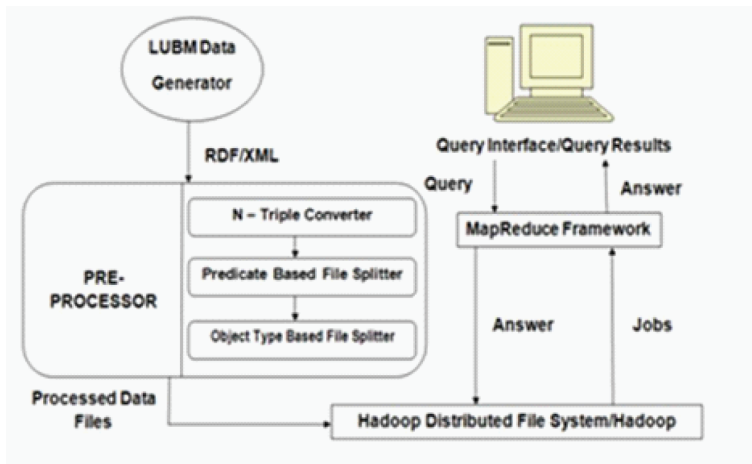 LUBM Data
Generator
RDF/XML
PRE-
PROCESSOR
N – Triple Converter
Predicate Based File Splitter
Object Type Based File Splitter
Processed Data
Files
Query Interface/Query Results
Query
Answer
MapReduce Framework
Answer
Jobs
Hadoop Distributed File System/Hadoop